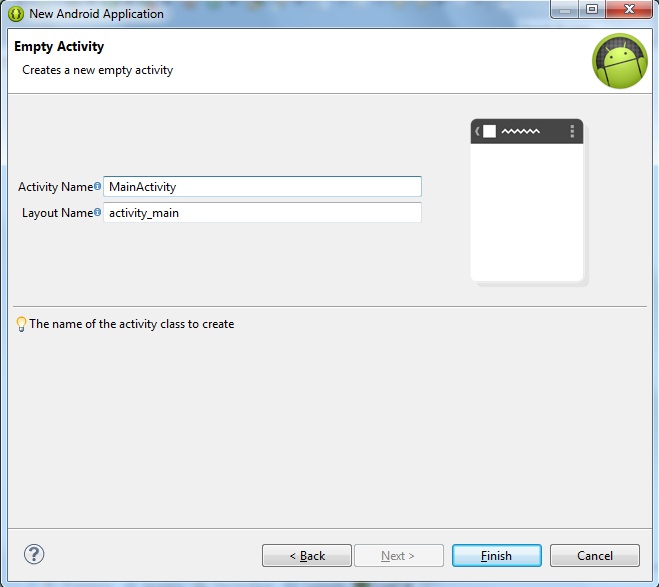 New Android Application
Empty Activity
Creates a new empty activity
Activity Name MainActivity
Layout Name activity_main
The name of the activity class to create
< Back Next > Finish Cancel